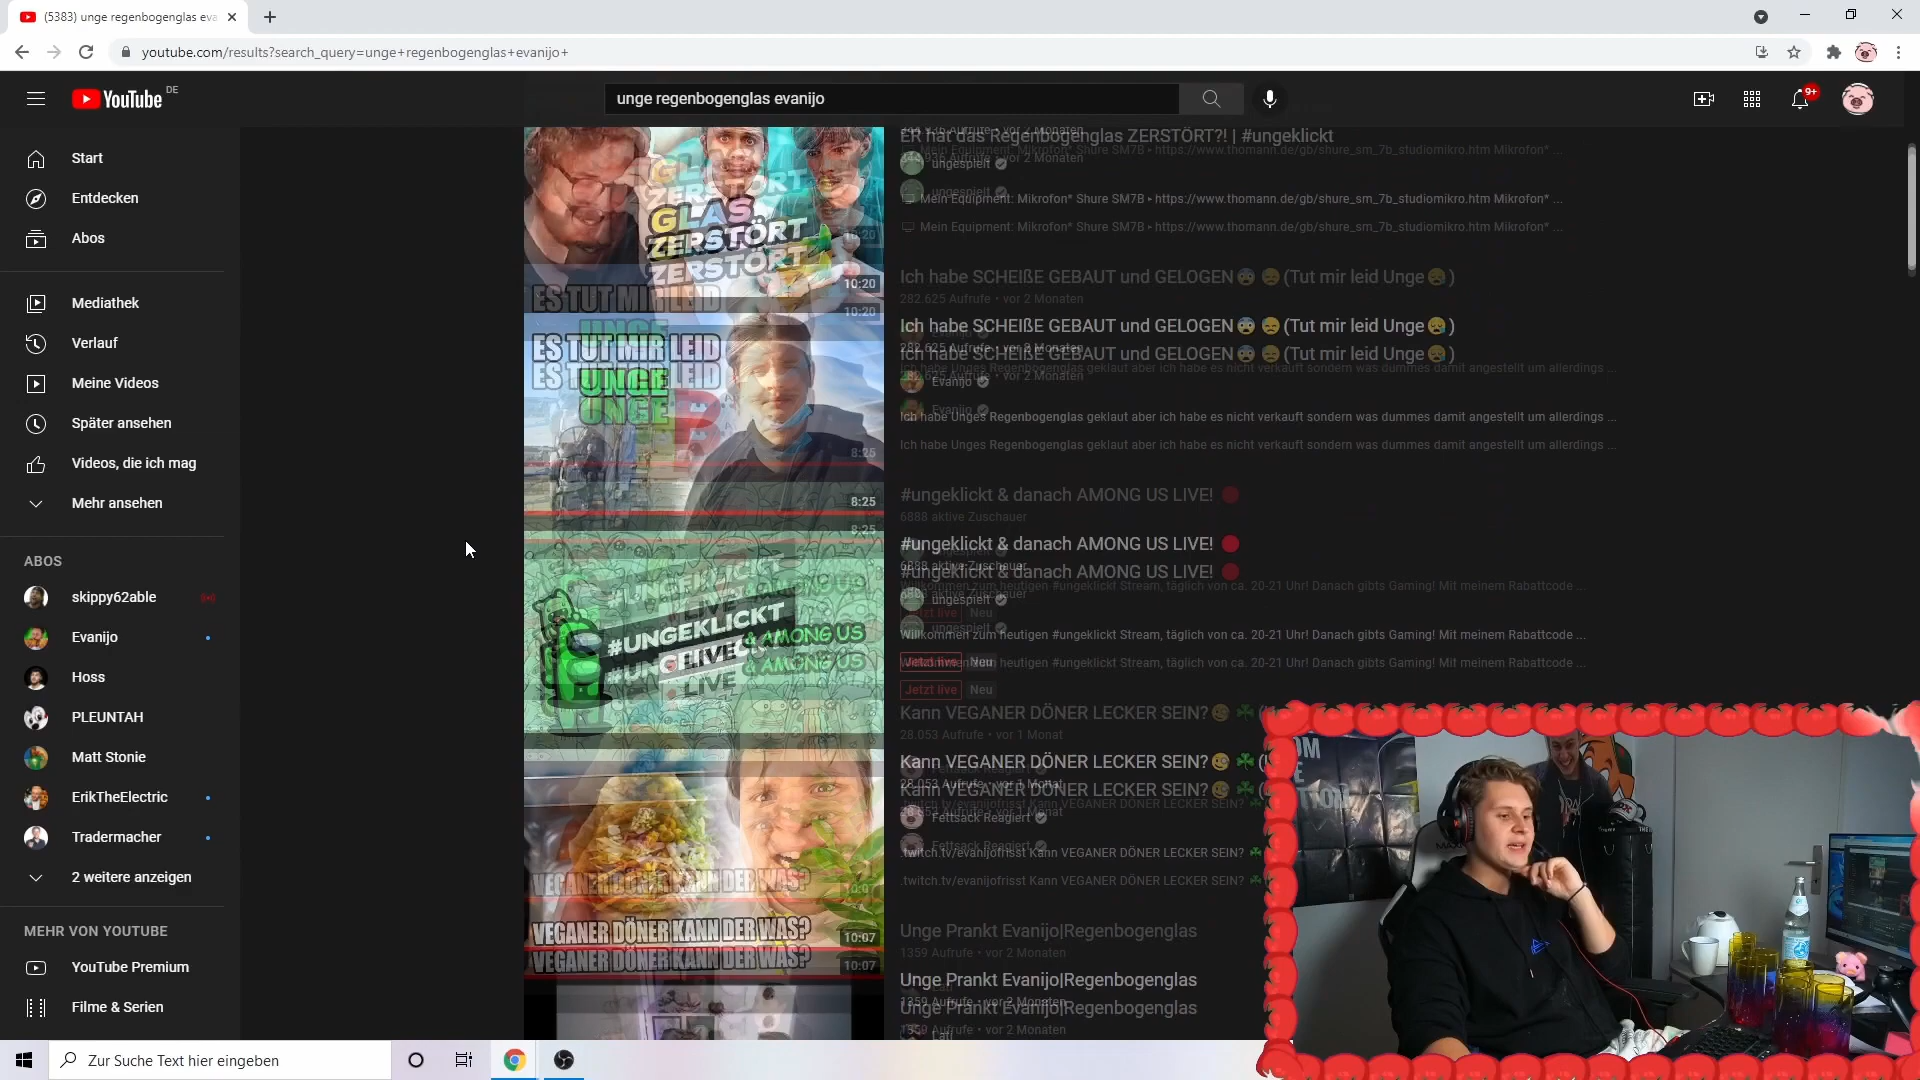 (5383) unge regenbogenglas eva
youtube.com/results?search_query=unge+regenbogenglas+evanijo+
YouTube DE
unge regenbogenglas evanijo
9+
Start
Entdecken
Abos
Mediathek
Verlauf
Meine Videos
Später ansehen
Videos, die ich mag
Mehr ansehen
ABOS
skippy62able
Evanijo
Hoss
PLEUNTAH
Matt Stonie
ErikTheElectric
Tradermacher
2 weitere anzeigen
MEHR VON YOUTUBE
YouTube Premium
Filme & Serien
GLAS
ZERSTÖRT
10:20
ER hat das Regenbogenglas ZERSTÖRT?! | #ungeklickt
ungespielt
Mein Equipment: Mikrofon* Shure SM7B ▸ https://www.thomann.de/gb/shure_sm_7b_studiomikro.htm Mikrofon* ...
ES TUT MIR LEID
UNGE
8:25
Ich habe SCHEIßE GEBAUT und GELOGEN😨 😥 (Tut mir leid Unge😪)
282.625 Aufrufe • vor 2 Monaten
Evanijo
Ich habe Unges Regenbogenglas geklaut aber ich habe es nicht verkauft sondern was dummes damit angestellt um allerdings ...
#UNGEKLICKT
LIVE & AMONG US
#ungeklickt & danach AMONG US LIVE! 🔴
6888 aktive Zuschauer
ungespielt
Willkommen zum heutigen #ungeklickt Stream, täglich von ca. 20-21 Uhr! Danach gibts Gaming! Mit meinem Rabattcode ...
Jetzt live Neu
VEGANER DÖNER KANN DER WAS?
10:07
Kann VEGANER DÖNER LECKER SEIN?🤪 ☘️ (
28.053 Aufrufe • vor 1 Monat
Fettsack Reagiert
.twitch.tv/evanijofrisst Kann VEGANER DÖNER LECKER SEIN?
Unge Prankt Evanijo|Regenbogenglas
1359 Aufrufe • vor 2 Monaten
Lati
Zur Suche Text hier eingeben